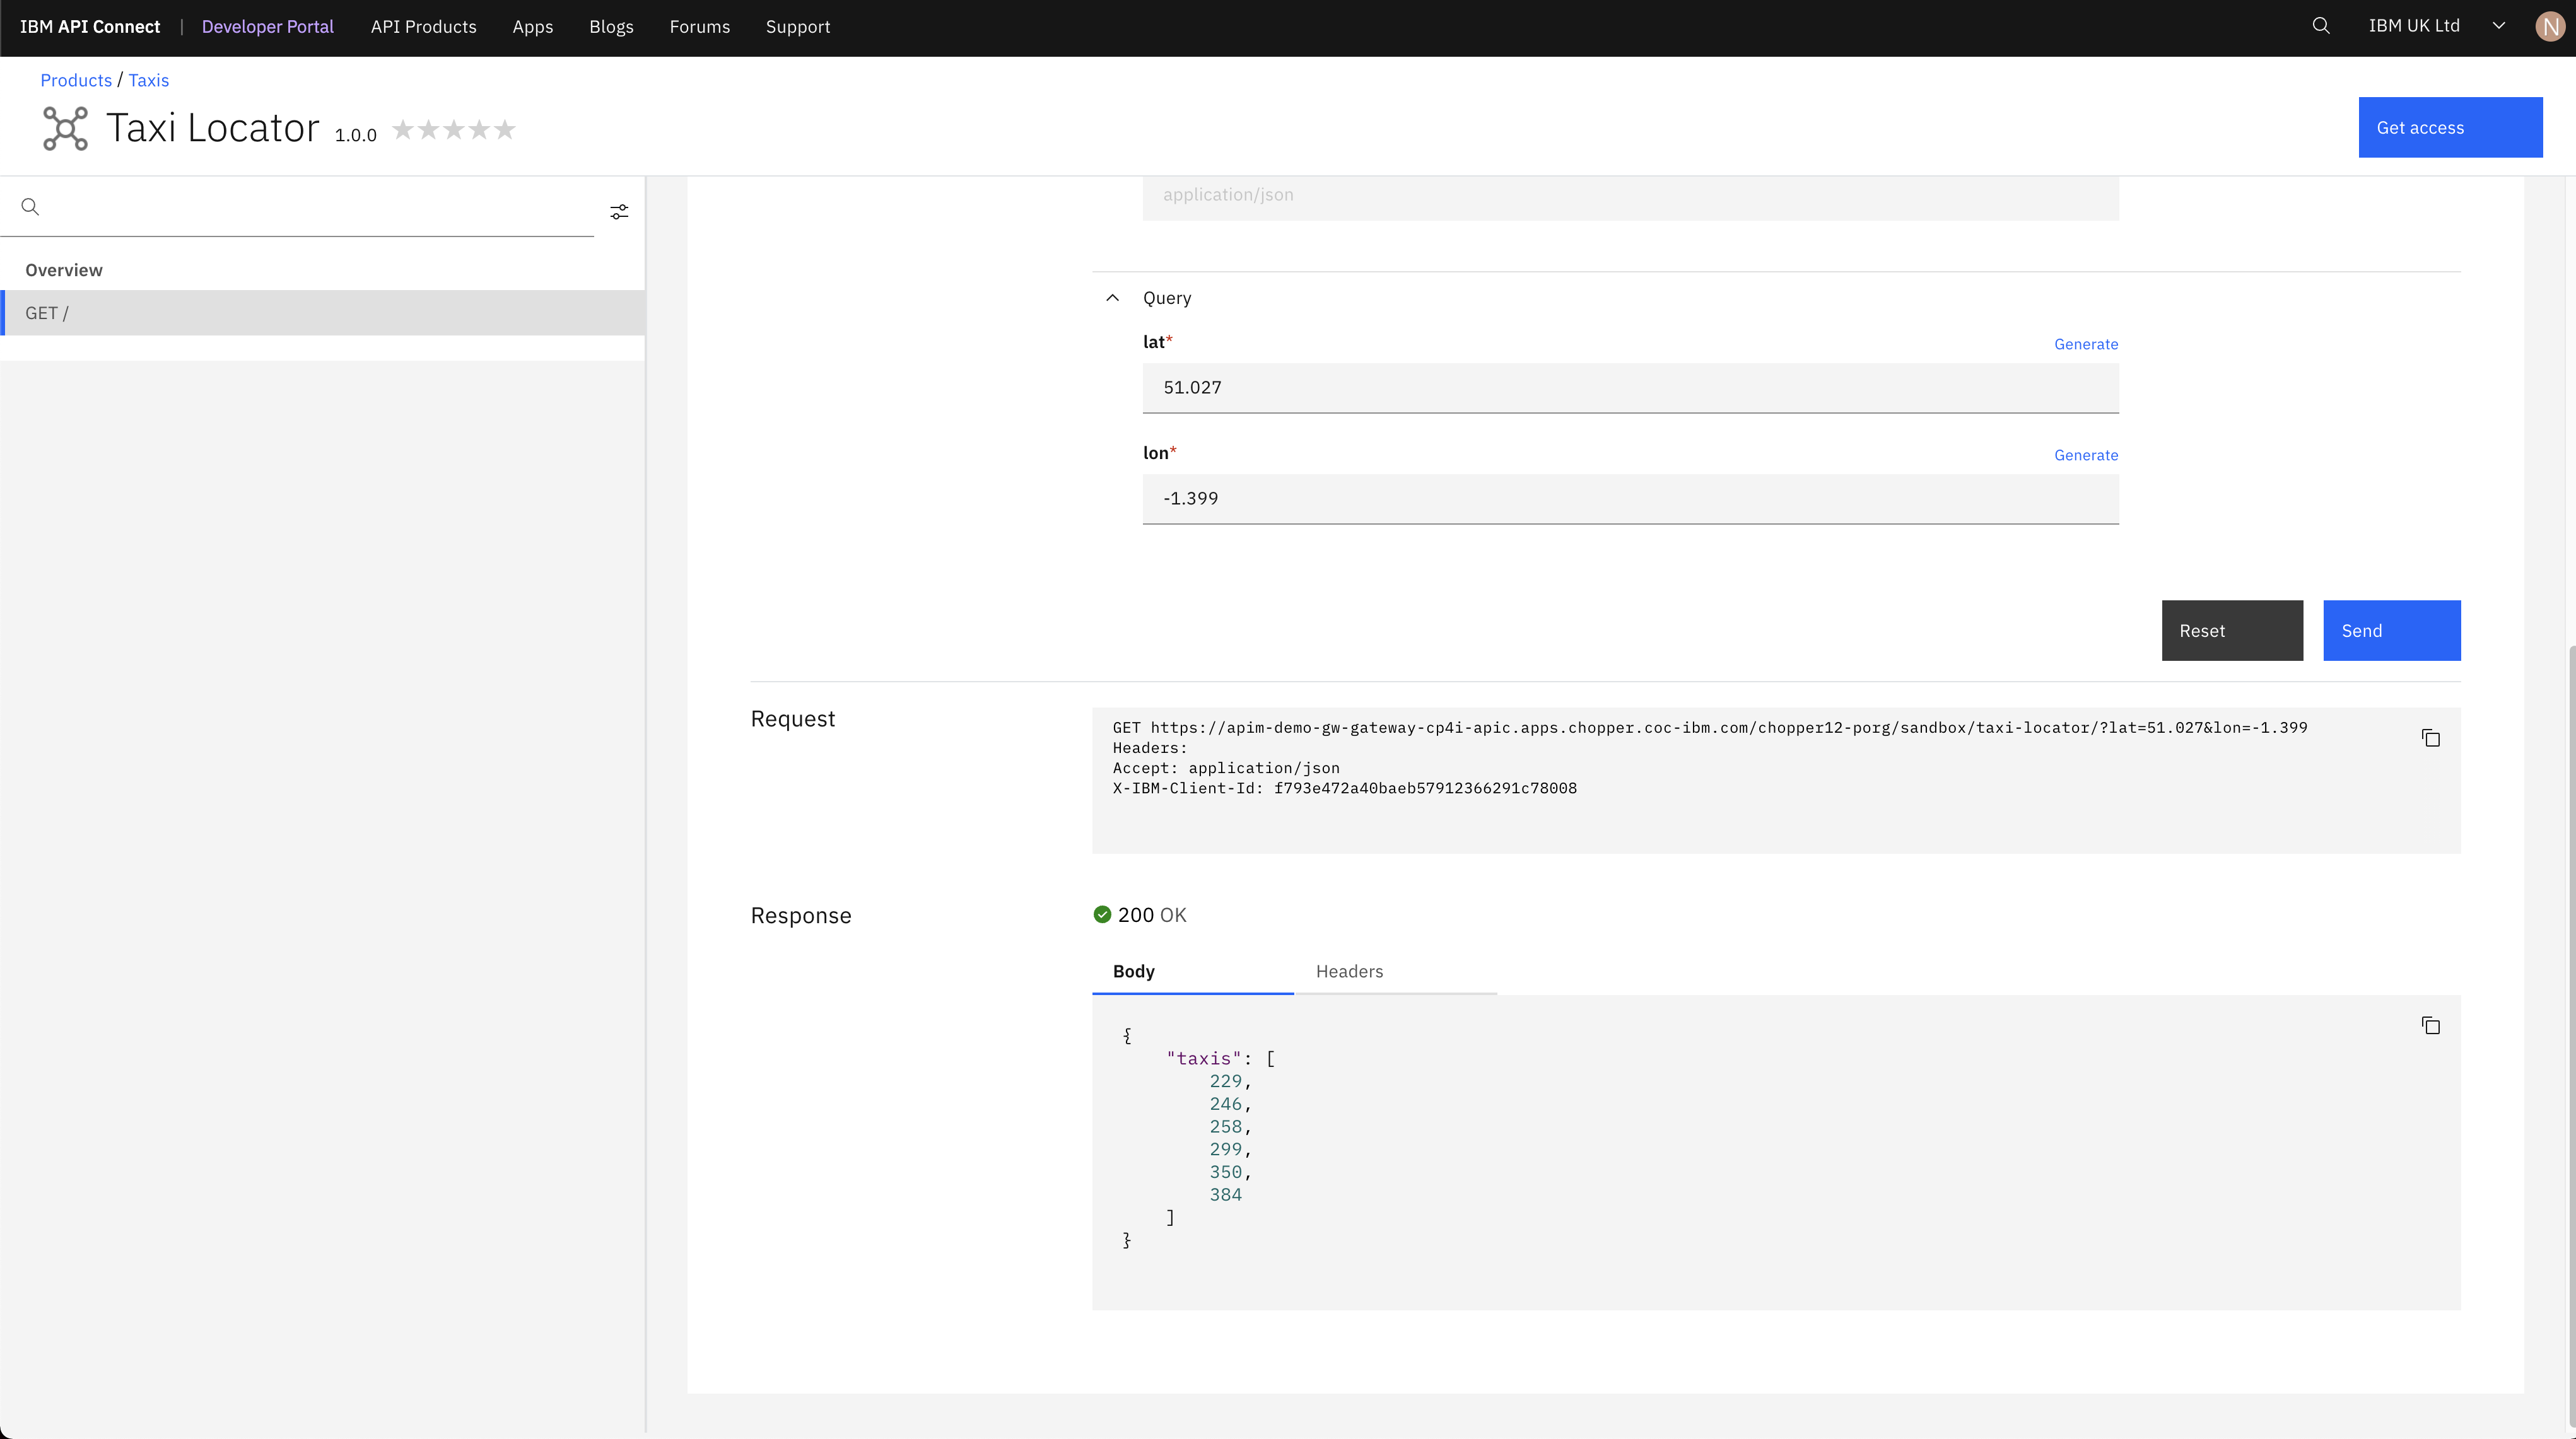 IBM API Connect | Developer Portal API Products Apps Blogs Forums Support IBM UK Ltd N
Products / Taxis
Taxi Locator 1.0.0
Get access
Overview
GET /
application/json
Query
lat* Generate
51.027
lon* Generate
-1.399
Reset Send
Request
GET https://apim-demo-gw-gateway-cp4i-apic.apps.chopper.coc-ibm.com/chopper12-porg/sandbox/taxi-locator/?lat=51.027&lon=-1.399
Headers:
Accept: application/json
X-IBM-Client-Id: f793e472a40baeb57912366291c78008
Response
200 OK
Body Headers
{
"taxis": [
229,
246,
258,
299,
350,
384
]
}